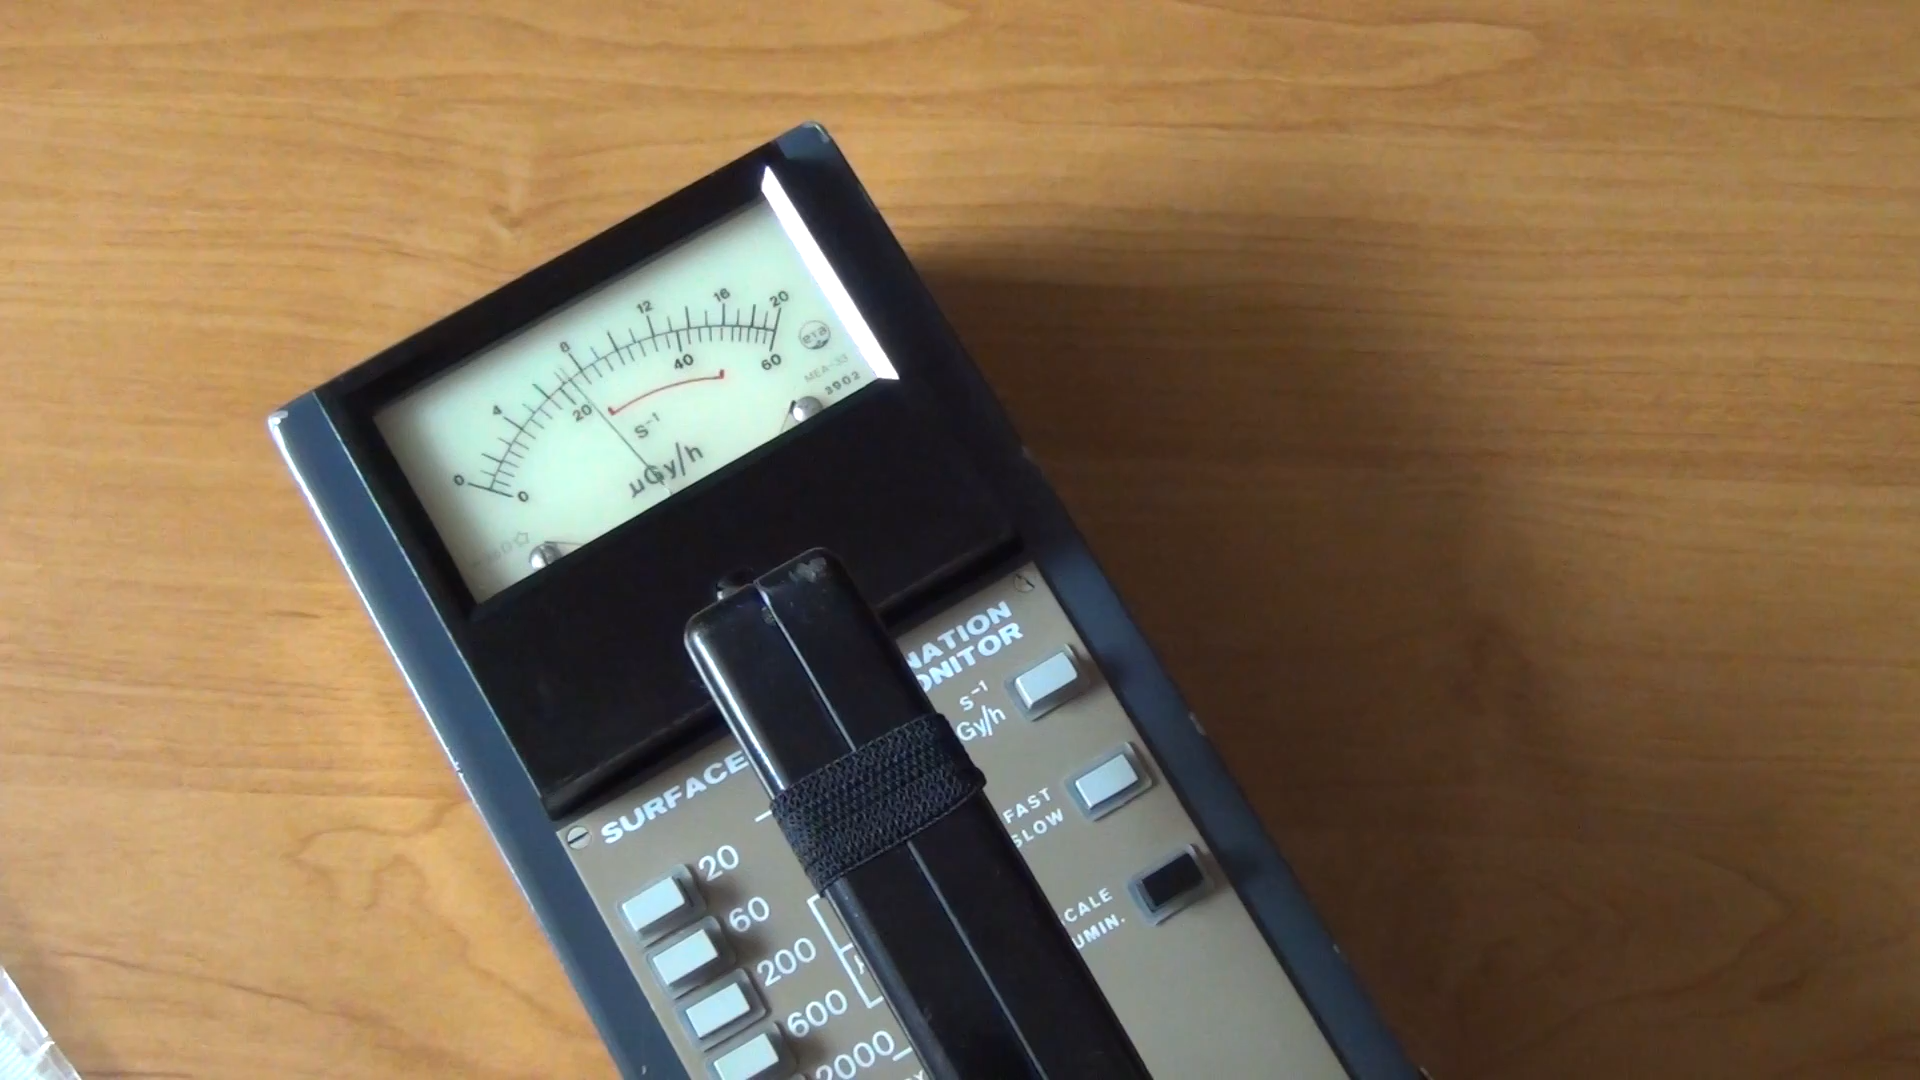 0 4 8 12 16 20
0 20 40 60
S⁻¹
µGy/h
MEA-33
3902
SURFACE NATION
ONITOR
S⁻¹
Gy/h
FAST
SLOW
CALE
UMIN.
20
60
200
600
2000